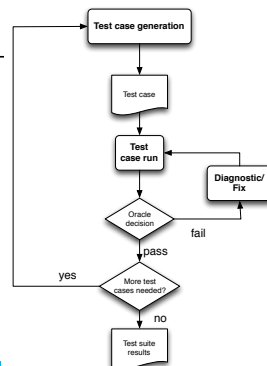 Test case generation
Test case
Test
case run
Diagnostic/
Fix
Oracle
decision
fail
pass
yes
More test
cases needed?
no
Test suite
results